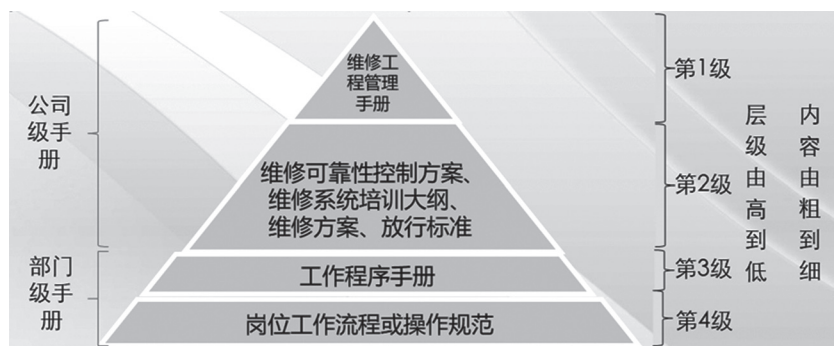 公司
级手
册
部门
级手
册
维修工
程管理
手册
维修可靠性控制方案、
维修系统培训大纲、
维修方案、放行标准
工作程序手册
岗位工作流程或操作规范
第1级
第2级
第3级
第4级
层级由高到低
内容由粗到细